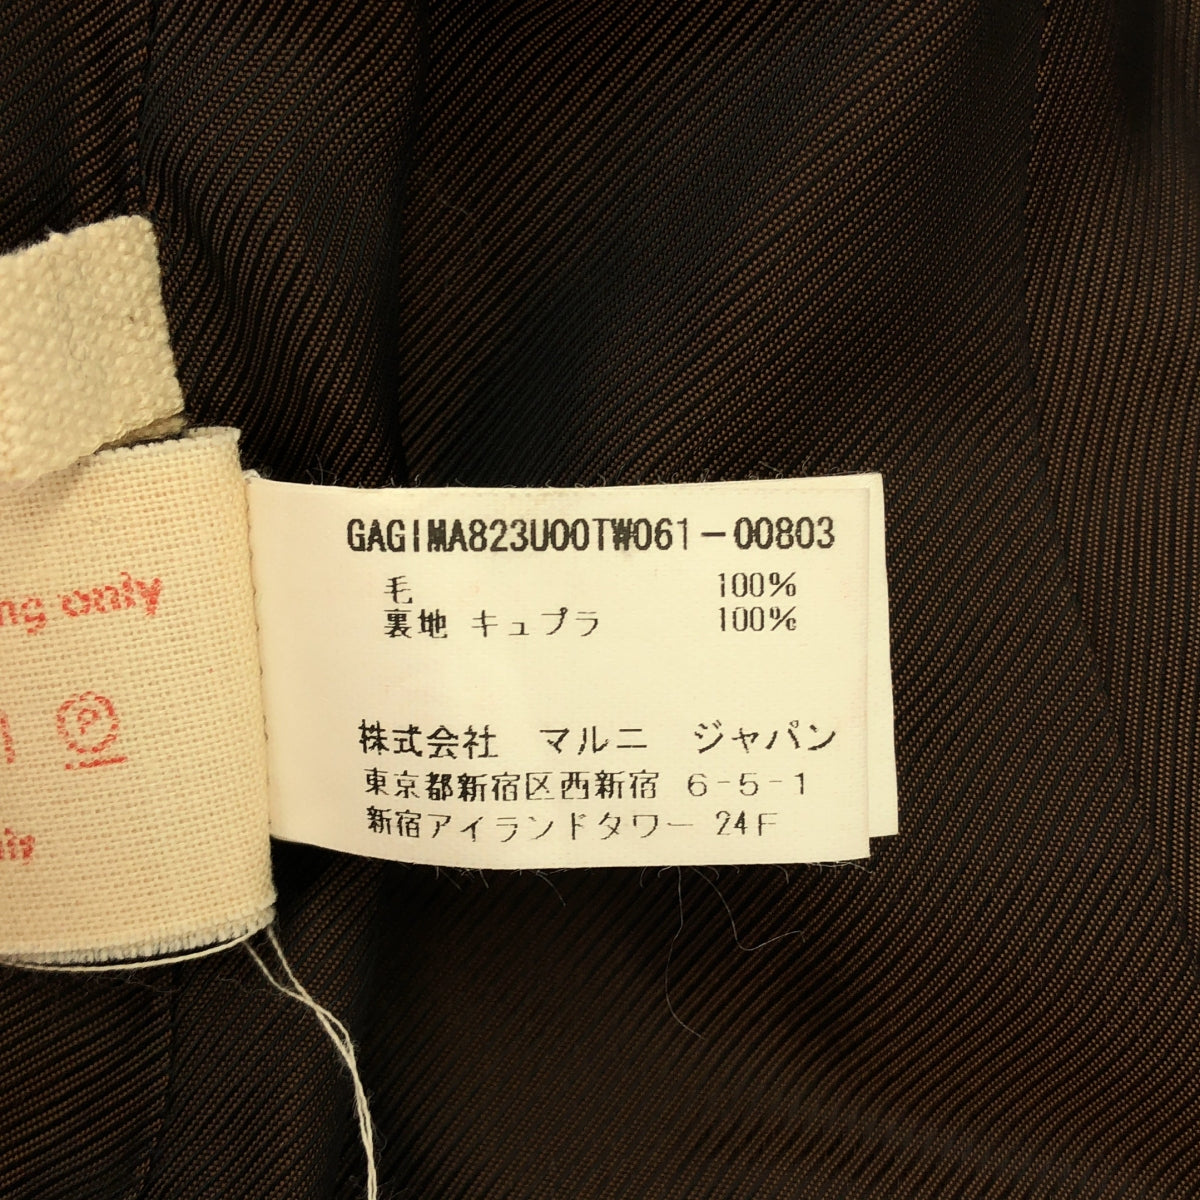 GAGIMA823U00TW061-00803
毛 100%
裏地 キュプラ 100%
株式会社 マルニ ジャパン
東京都新宿区西新宿 6-5-1
新宿アイランドタワー 24F
only
P